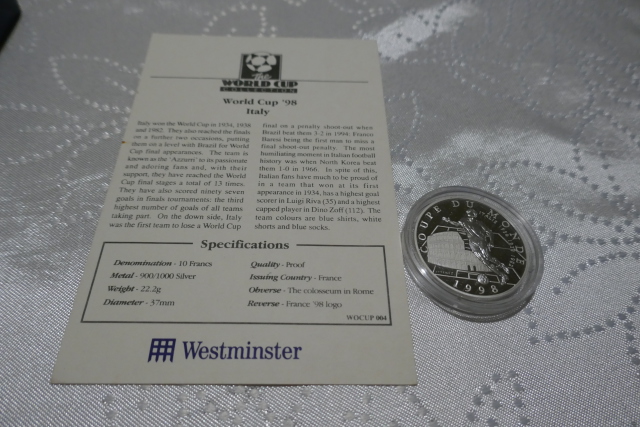 the
WORLD CUP
COLLECTION
World Cup '98
Italy
Italy won the World Cup in 1934, 1938
and 1982. They also reached the finals
on a further two occasions, putting
them on a level with Brazil for World
Cup final appearances. The team is
known as the 'Azzurri' to its passionate
and adoring fans and, with their
support, they have reached the World
Cup final stages a total of 13 times.
They have also scored ninety seven
goals in finals tournaments: the third
highest number of goals of all teams
taking part. On the down side, Italy
was the first team to lose a World Cup
final on a penalty shoot-out when
Brazil beat them 3-2 in 1994: Franco
Baresi being the first man to miss a
final shoot-out penalty. The most
humiliating moment in Italian football
history was when North Korea beat
them 1-0 in 1966. In spite of this,
Italian fans have much to be proud of
in a team that won at its first
appearance in 1934, has a highest goal
scorer in Luigi Riva (35) and a highest
capped player in Dino Zoff (112). The
team colours are blue shirts, white
shorts and blue socks.
Specifications
Denomination - 10 Francs
Metal - 900/1000 Silver
Weight - 22.2g
Diameter - 37mm
Quality - Proof
Issuing Country - France
Obverse - The colosseum in Rome
Reverse - France '98 logo
WOCUP 004
Westminster
COUPE DU MONDE
1998